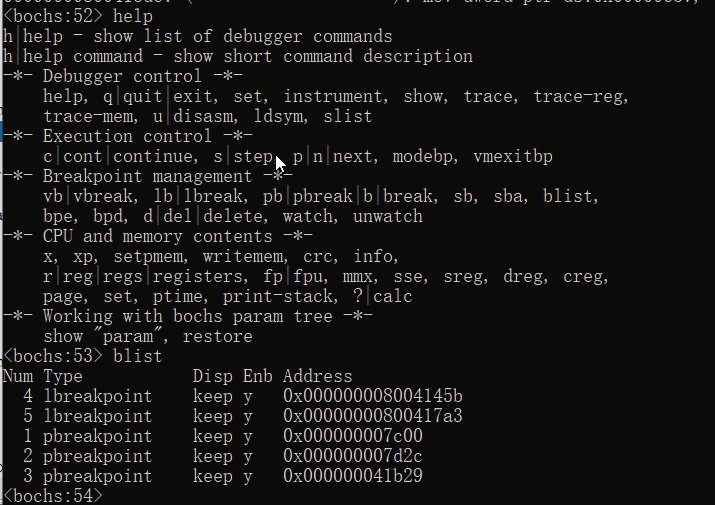 <bochs:52> help
h|help - show list of debugger commands
h|help command - show short command description
-*- Debugger control -*-
    help, q|quit|exit, set, instrument, show, trace, trace-reg,
    trace-mem, u|disasm, ldsym, slist
-*- Execution control -*-
    c|cont|continue, s|step, p|n|next, modebp, vmexitbp
-*- Breakpoint management -*-
    vb|vbreak, lb|lbreak, pb|pbreak|b|break, sb, sba, blist,
    bpe, bpd, d|del|delete, watch, unwatch
-*- CPU and memory contents -*-
    x, xp, setpmem, writemem, crc, info,
    r|reg|regs|registers, fp|fpu, mmx, sse, sreg, dreg, creg,
    page, set, ptime, print-stack, ?|calc
-*- Working with bochs param tree -*-
    show "param", restore
<bochs:53> blist
Num Type           Disp Enb Address
  4 lbreakpoint    keep y   0x000000008004145b
  5 lbreakpoint    keep y   0x00000000800417a3
  1 pbreakpoint    keep y   0x000000007c00
  2 pbreakpoint    keep y   0x000000007d2c
  3 pbreakpoint    keep y   0x000000041b29
<bochs:54>